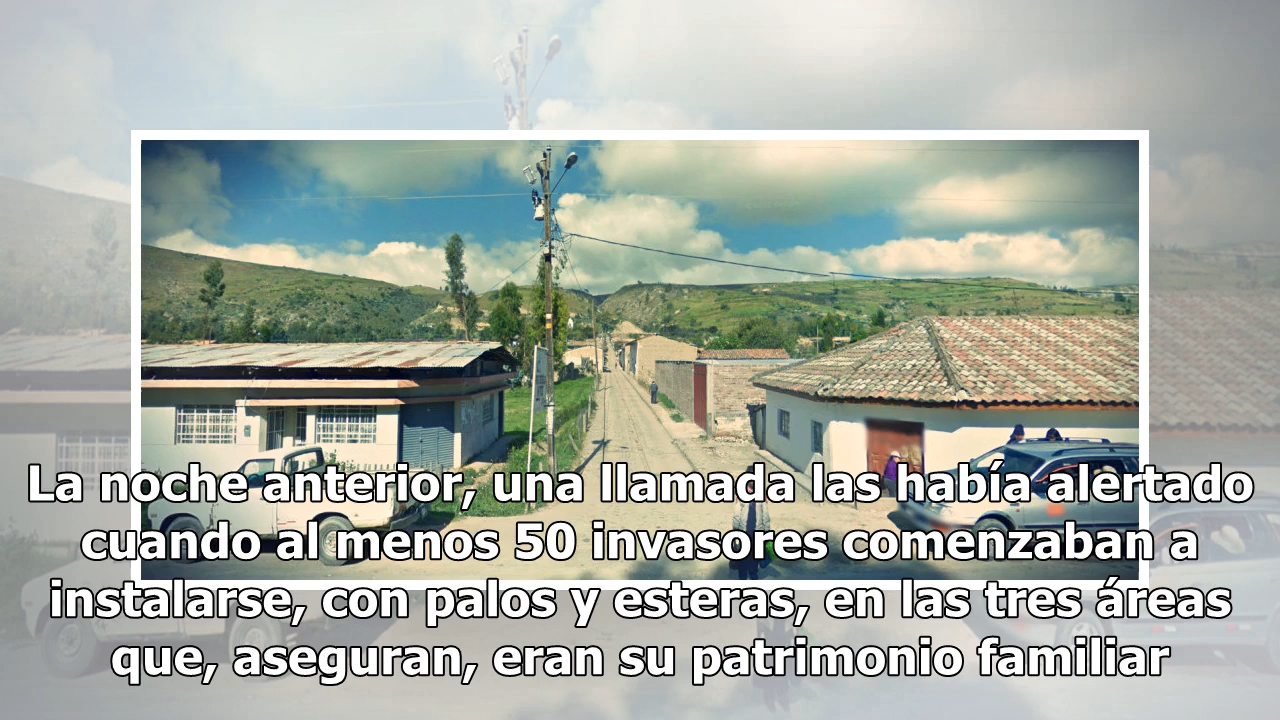 La noche anterior, una llamada las había alertado
cuando al menos 50 invasores comenzaban a
instalarse, con palos y esteras, en las tres áreas
que, aseguran, eran su patrimonio familiar